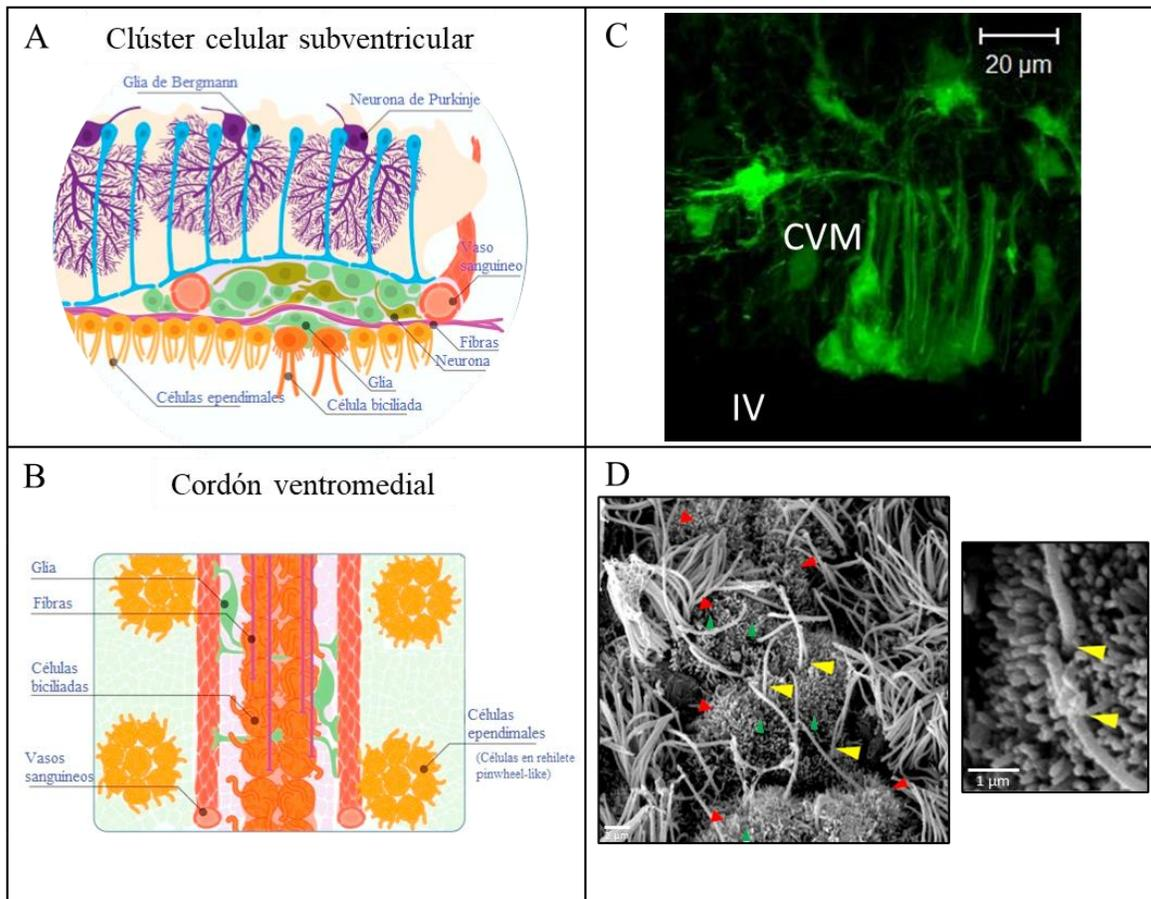 A
Clúster celular subventricular
Glia de Bergmann
Neurona de Purkinje
Vaso
sanguíneo
Fibras
Neurona
Glia
Células ependimales
Célula biciliada
B
Cordón ventromedial
Glia
Fibras
Células
biciliadas
Vasos
sanguíneos
Células
ependimales
(Células en rehilete
pinwheel-like)
C
20 µm
CVM
IV
D
1 µm